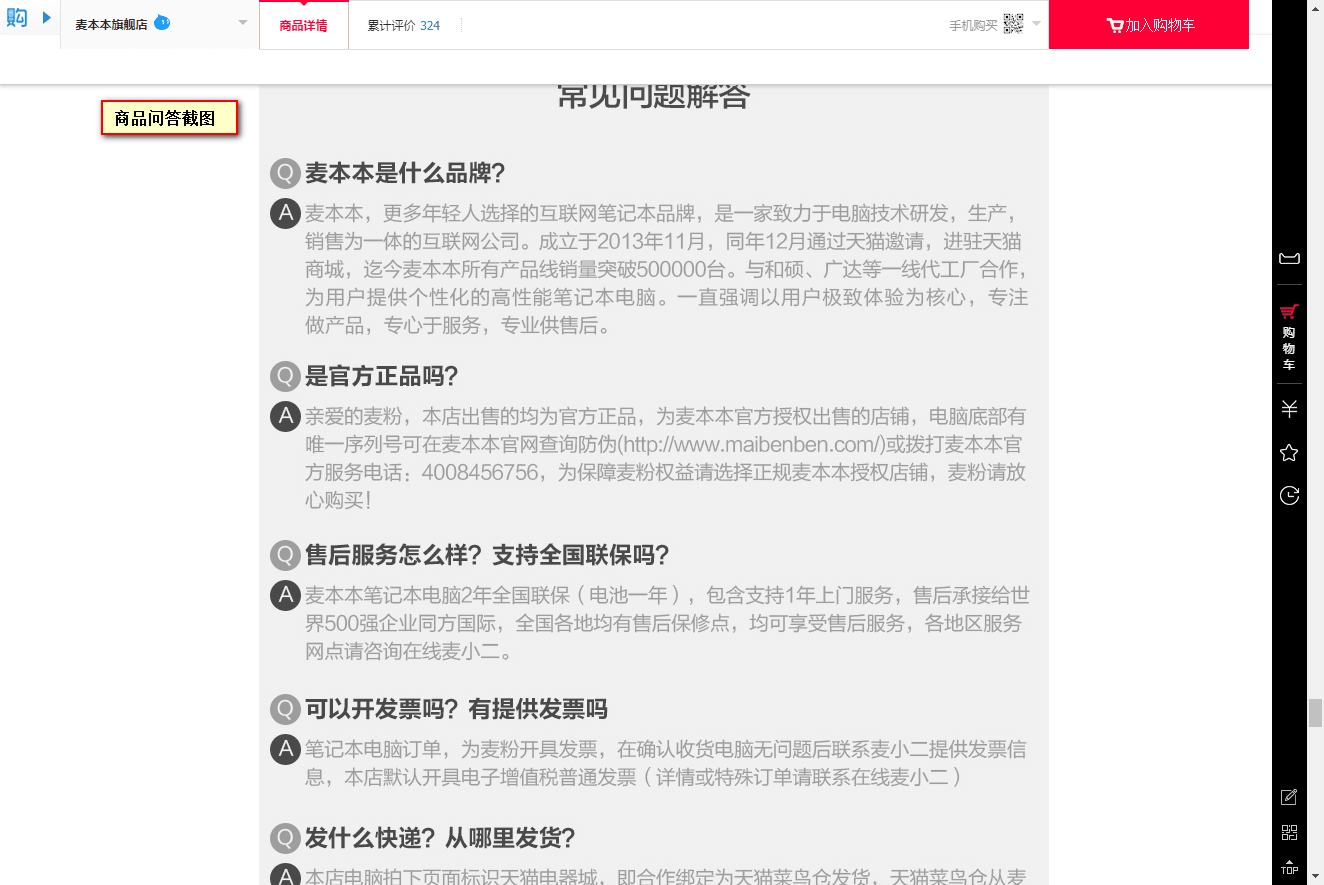 购
麦本本旗舰店
商品详情
累计评价 324
手机购买
加入购物车
商品问答截图
常见问题解答
Q 麦本本是什么品牌？
A 麦本本，更多年轻人选择的互联网笔记本品牌，是一家致力于电脑技术研发，生产，
销售为一体的互联网公司。成立于2013年11月，同年12月通过天猫邀请，进驻天猫
商城，迄今麦本本所有产品线销量突破500000台。与和硕、广达等一线代工厂合作，
为用户提供个性化的高性能笔记本电脑。一直强调以用户极致体验为核心，专注
做产品，专心于服务，专业供售后。
Q 是官方正品吗？
A 亲爱的麦粉，本店出售的均为官方正品，为麦本本官方授权出售的店铺，电脑底部有
唯一序列号可在麦本本官网查询防伪(http://www.maibenben.com/)或拨打麦本本官
方服务电话：4008456756，为保障麦粉权益请选择正规麦本本授权店铺，麦粉请放
心购买！
Q 售后服务怎么样？支持全国联保吗？
A 麦本本笔记本电脑2年全国联保（电池一年），包含支持1年上门服务，售后承接给世
界500强企业同方国际，全国各地均有售后保修点，均可享受售后服务，各地区服务
网点请咨询在线麦小二。
Q 可以开发票吗？有提供发票吗
A 笔记本电脑订单，为麦粉开具发票，在确认收货电脑无问题后联系麦小二提供发票信
息，本店默认开具电子增值税普通发票（详情或特殊订单请联系在线麦小二）
Q 发什么快递？从哪里发货？
A 本店电脑拍下页面标识天猫电器城，即合作绑定为天猫菜鸟仓发货，天猫菜鸟仓从麦
购
物
车
TOP